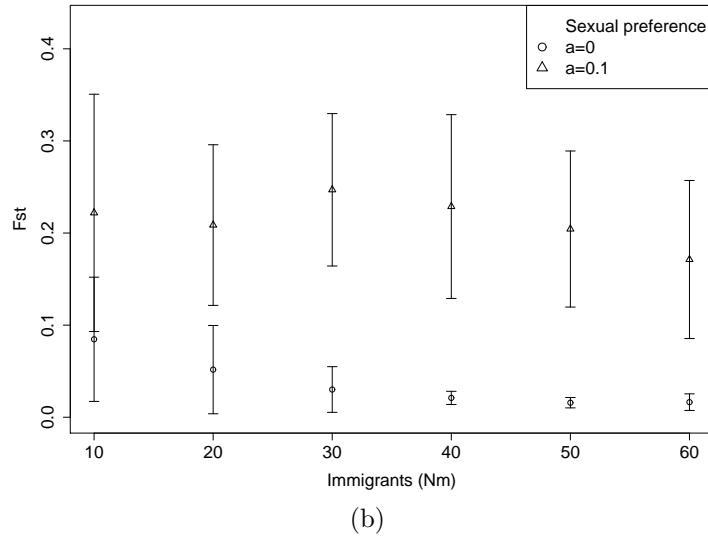 Sexual preference
a=0
a=0.1
0.4
0.3
0.2
0.1
0.0
Fst
10 20 30 40 50 60
Immigrants (Nm)
(b)